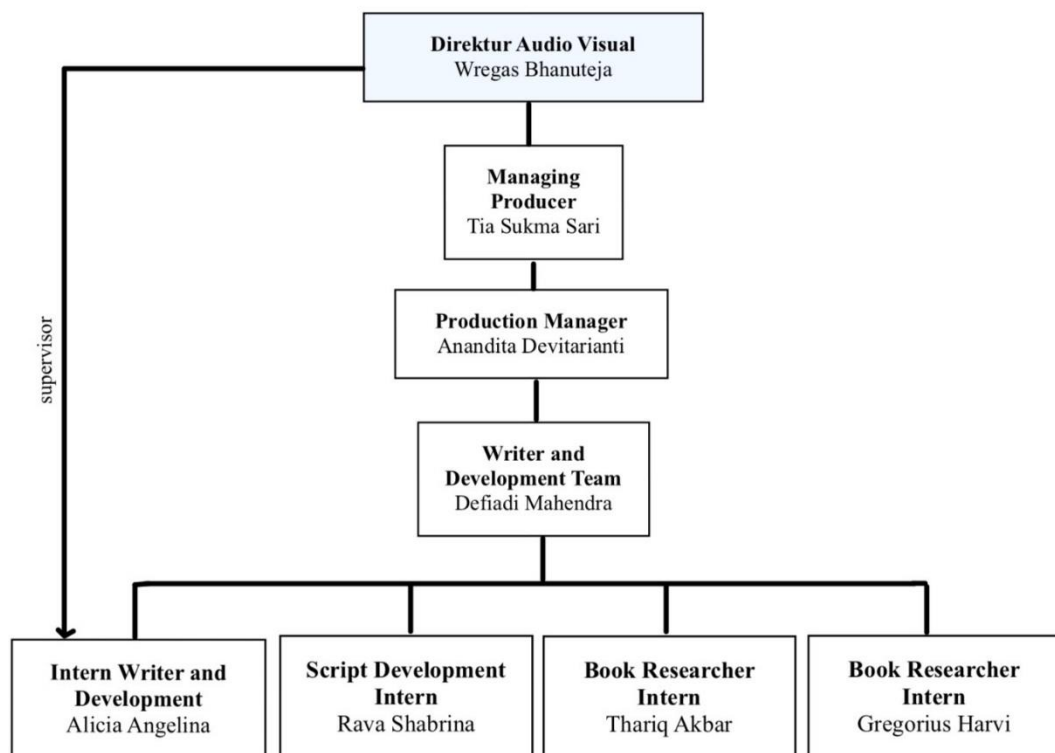 Direktur Audio Visual
Wregas Bhanuteja
Managing
Producer
Tia Sukma Sari
Production Manager
Anandita Devitarianti
supervisor
Writer and
Development Team
Defiadi Mahendra
Intern Writer and
Development
Alicia Angelina
Script Development
Intern
Rava Shabrina
Book Researcher
Intern
Thariq Akbar
Book Researcher
Intern
Gregorius Harvi